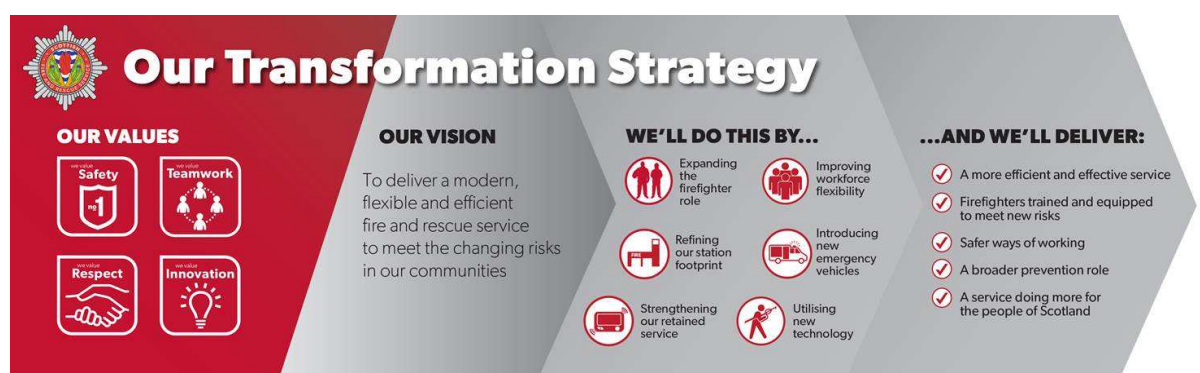 Our Transformation Strategy
OUR VALUES
we value
Safety
no1
we value
Teamwork
we value
Respect
we value
Innovation
OUR VISION
To deliver a modern,
flexible and efficient
fire and rescue service
to meet the changing risks
in our communities
WE'LL DO THIS BY...
Expanding
the
firefighter
role
Improving
workforce
flexibility
Refining
our station
footprint
FIRE
Introducing
new
emergency
vehicles
Strengthening
our retained
service
Utilising
new
technology
...AND WE'LL DELIVER:
A more efficient and effective service
Firefighters trained and equipped
to meet new risks
Safer ways of working
A broader prevention role
A service doing more for
the people of Scotland